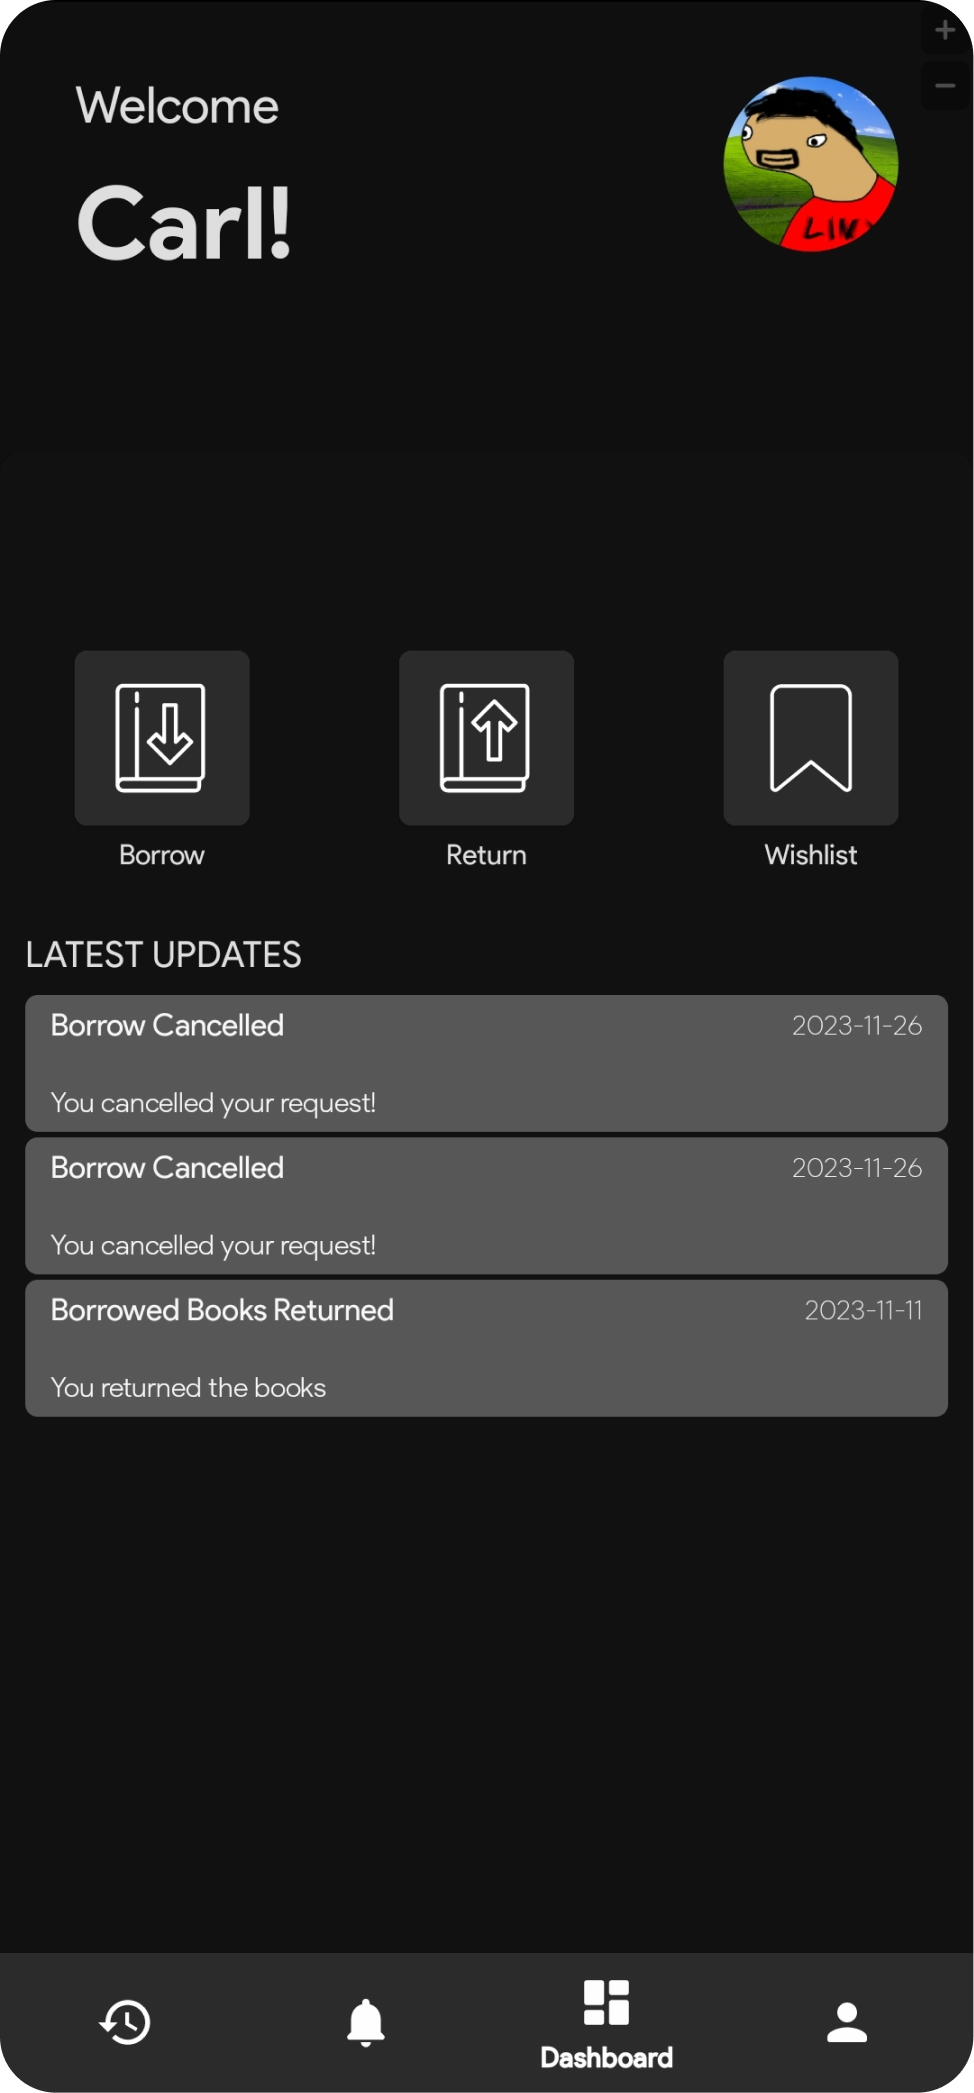 Welcome
Carl!
Borrow
Return
Wishlist
LATEST UPDATES
Borrow Cancelled
2023-11-26
You cancelled your request!
Borrow Cancelled
2023-11-26
You cancelled your request!
Borrowed Books Returned
2023-11-11
You returned the books
Dashboard